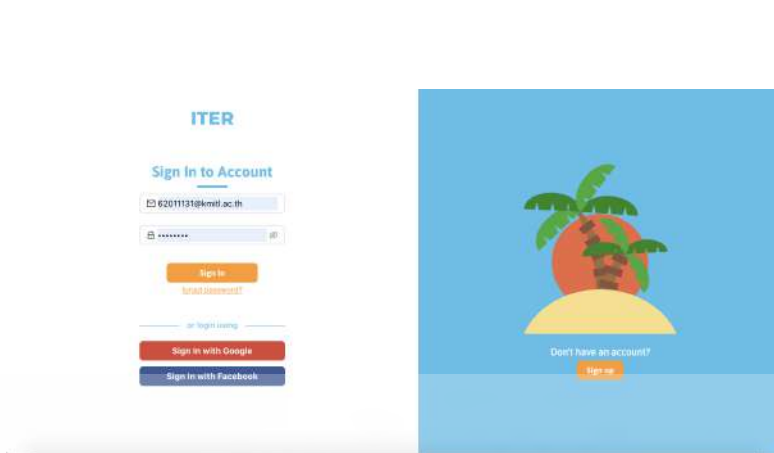 ITER
Sign In to Account
62011131@kmitl.ac.th
••••••••
Sign In
forgot password?
or login using
Sign In with Google
Sign In with Facebook
Don't have an account?
Sign up